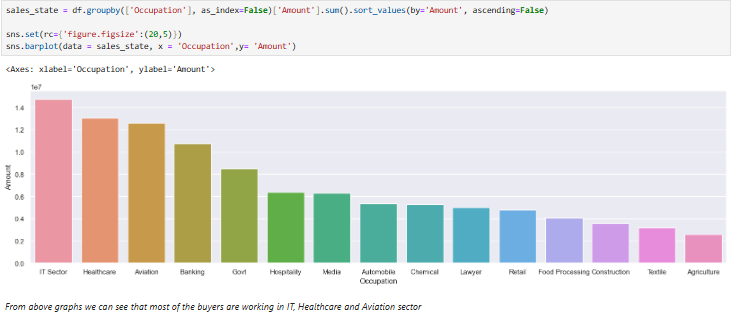 sales_state = df.groupby(['Occupation'], as_index=False)['Amount'].sum().sort_values(by='Amount', ascending=False)
sns.set(rc={'figure.figsize':(20,5)})
sns.barplot(data = sales_state, x = 'Occupation',y= 'Amount')
<Axes: xlabel='Occupation', ylabel='Amount'>
1e7
1.4
1.2
1.0
0.8
0.6
0.4
0.2
0.0
Amount
IT Sector Healthcare Aviation Banking Govt Hospitality Media Automobile Chemical Lawyer Retail Food Processing Construction Textile Agriculture
Occupation
From above graphs we can see that most of the buyers are working in IT, Healthcare and Aviation sector